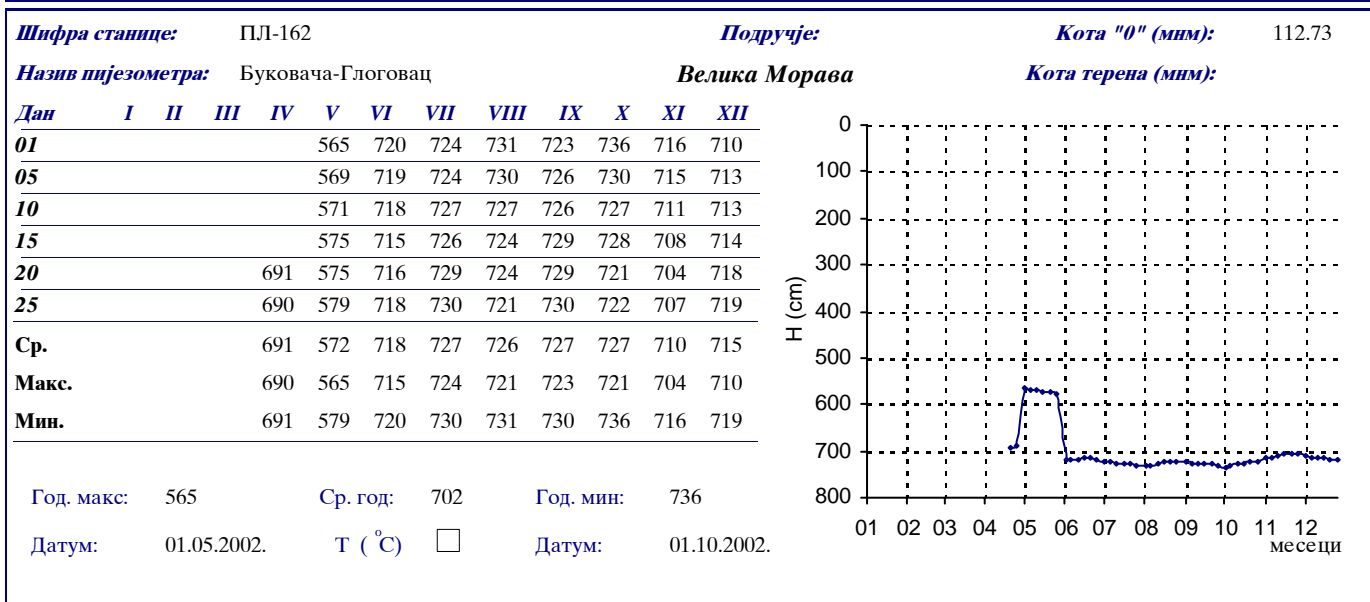 Шифра станице: ПЛ-162 Подручје: Кота "0" (мнм): 112.73
Назив пијезометра: Буковача-Глоговац Велика Морава Кота терена (мнм):
Дан I II III IV V VI VII VIII IX X XI XII
01 565 720 724 731 723 736 716 710
05 569 719 724 730 726 730 715 713
10 571 718 727 727 726 727 711 713
15 575 715 726 724 729 728 708 714
20 691 575 716 729 724 729 721 704 718
25 690 579 718 730 721 730 722 707 719
Ср. 691 572 718 727 726 727 727 710 715
Макс. 690 565 715 724 721 723 721 704 710
Мин. 691 579 720 730 731 730 736 716 719
Год. макс: 565 Ср. год: 702 Год. мин: 736
Датум: 01.05.2002. Т ( °C) Датум: 01.10.2002.
H (cm)
0
100
200
300
400
500
600
700
800
01 02 03 04 05 06 07 08 09 10 11 12
месеци